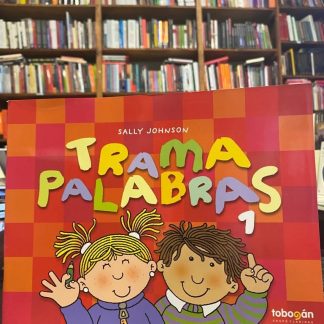 SALLY JOHNSON
TRAMA
PALABRAS
1
tobogán